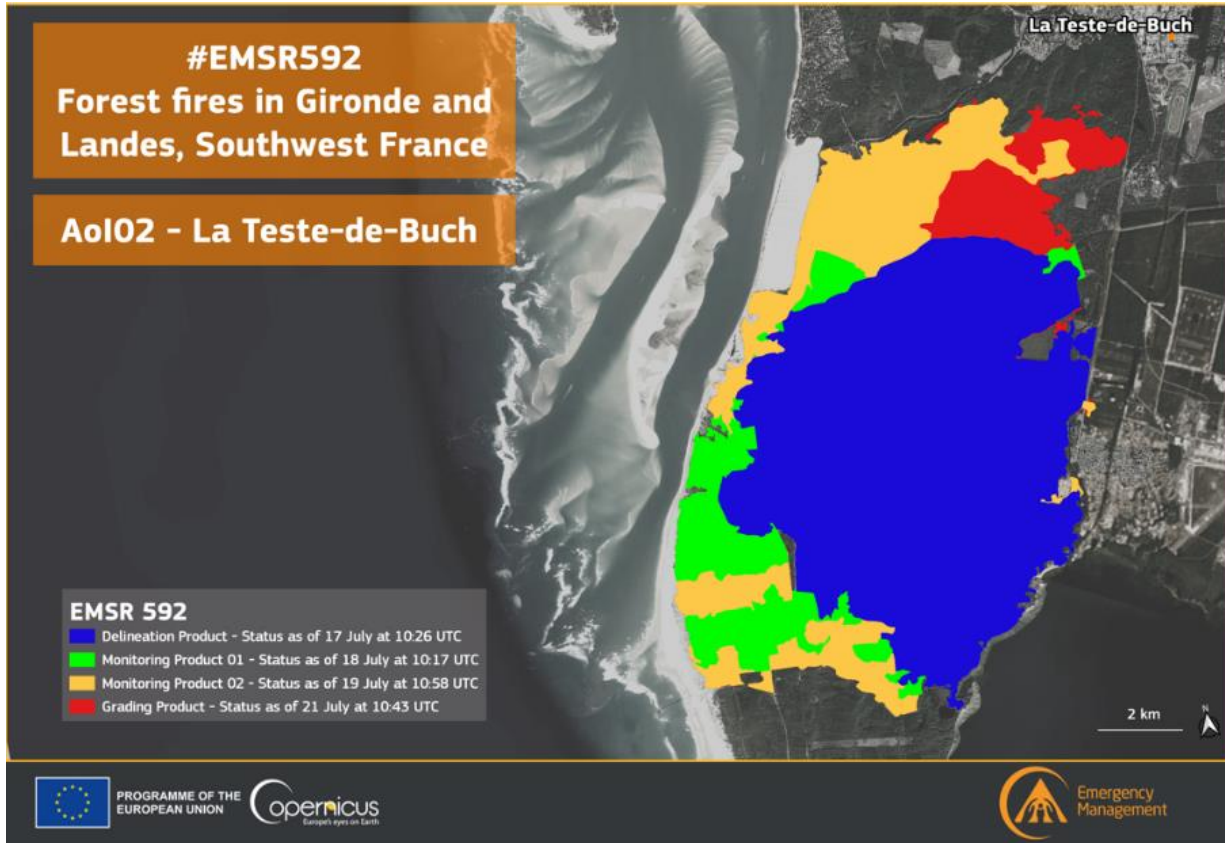 La Teste-de-Buch
#EMSR592
Forest fires in Gironde and
Landes, Southwest France
AoI02 - La Teste-de-Buch
EMSR 592
Delineation Product - Status as of 17 July at 10:26 UTC
Monitoring Product 01 - Status as of 18 July at 10:17 UTC
Monitoring Product 02 - Status as of 19 July at 10:58 UTC
Grading Product - Status as of 21 July at 10:43 UTC
2 km
N
PROGRAMME OF THE
EUROPEAN UNION
Copernicus
Europe's eyes on Earth
Emergency
Management